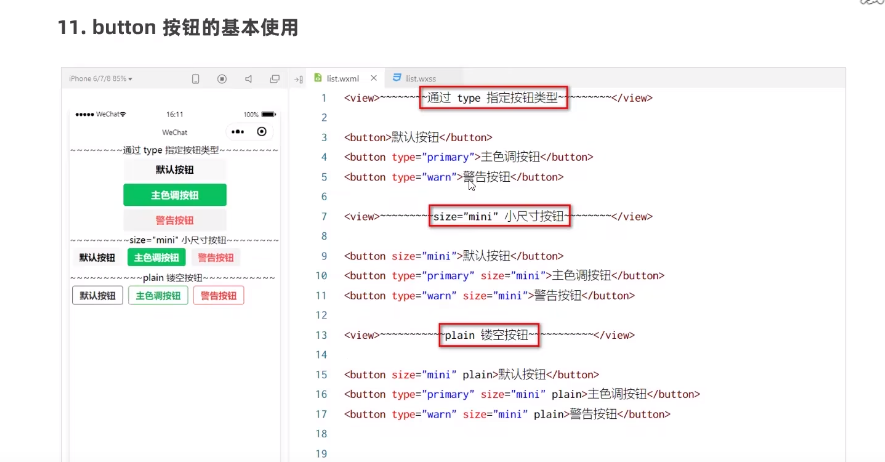 11. button 按钮的基本使用
iPhone 6/7/8 85%
list.wxml
list.wxss
WeChat
16:11
100%
WeChat
~~~~~~~~通过 type 指定按钮类型~~~~~~~~
默认按钮
主色调按钮
警告按钮
~~~~~~~~size="mini" 小尺寸按钮~~~~~~~
默认按钮 主色调按钮 警告按钮
~~~~~~~~~~~plain 镂空按钮~~~~~~~~~~~
默认按钮 主色调按钮 警告按钮
1 <view>~~~~~~~~通过 type 指定按钮类型~~~~~~~~~</view>
2
3 <button>默认按钮</button>
4 <button type="primary">主色调按钮</button>
5 <button type="warn">警告按钮</button>
6
7 <view>~~~~~~~~~size="mini" 小尺寸按钮~~~~~~~</view>
8
9 <button size="mini">默认按钮</button>
10 <button type="primary" size="mini">主色调按钮</button>
11 <button type="warn" size="mini">警告按钮</button>
12
13 <view>~~~~~~~~~~~plain 镂空按钮~~~~~~~~~~~</view>
14
15 <button size="mini" plain>默认按钮</button>
16 <button type="primary" size="mini" plain>主色调按钮</button>
17 <button type="warn" size="mini" plain>警告按钮</button>
18
19